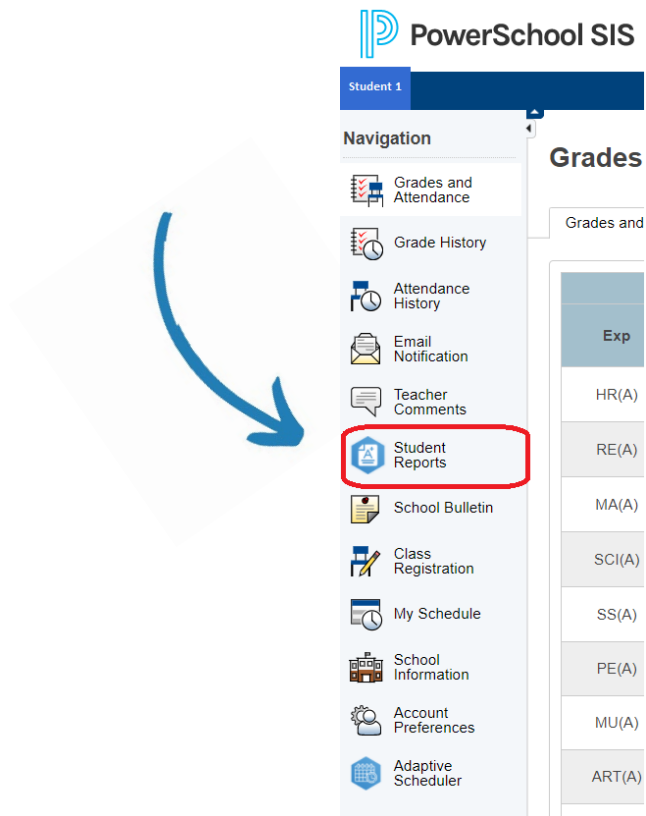 PowerSchool SIS
Student 1
Navigation
Grades and
Attendance
Grade History
Attendance
History
Email
Notification
Teacher
Comments
Student
Reports
School Bulletin
Class
Registration
My Schedule
School
Information
Account
Preferences
Adaptive
Scheduler
Grades
Grades and
Exp
HR(A)
RE(A)
MA(A)
SCI(A)
SS(A)
PE(A)
MU(A)
ART(A)